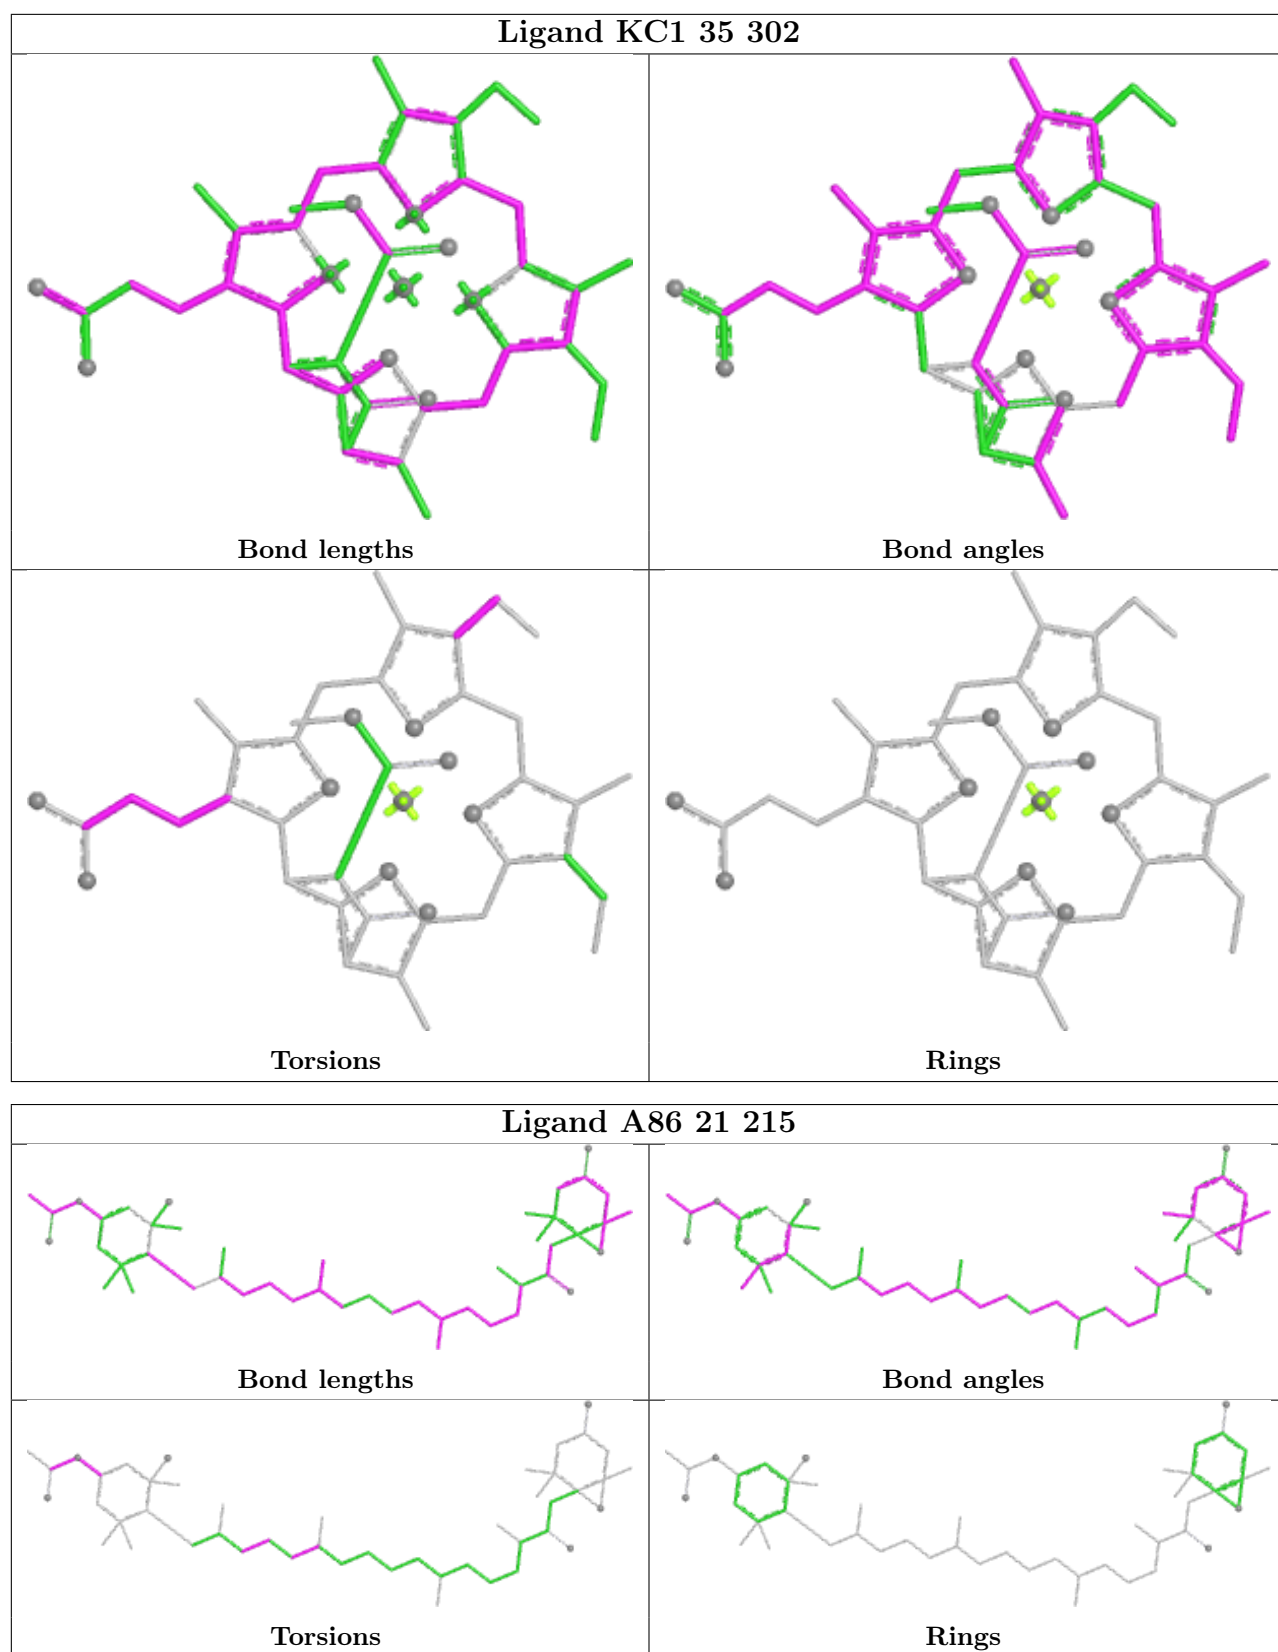 Ligand KC1 35 302
Bond lengths
Bond angles
Torsions
Rings
Ligand A86 21 215
Bond lengths
Bond angles
Torsions
Rings